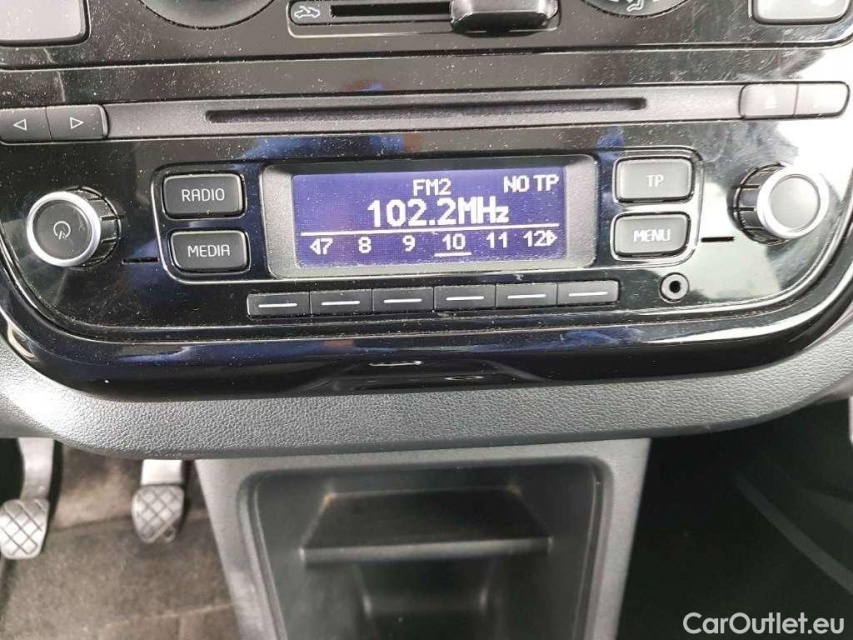 RADIO
MEDIA
FM2 NO TP
102.2MHz
7 8 9 10 11 12
TP
MENU
CarOutlet.eu